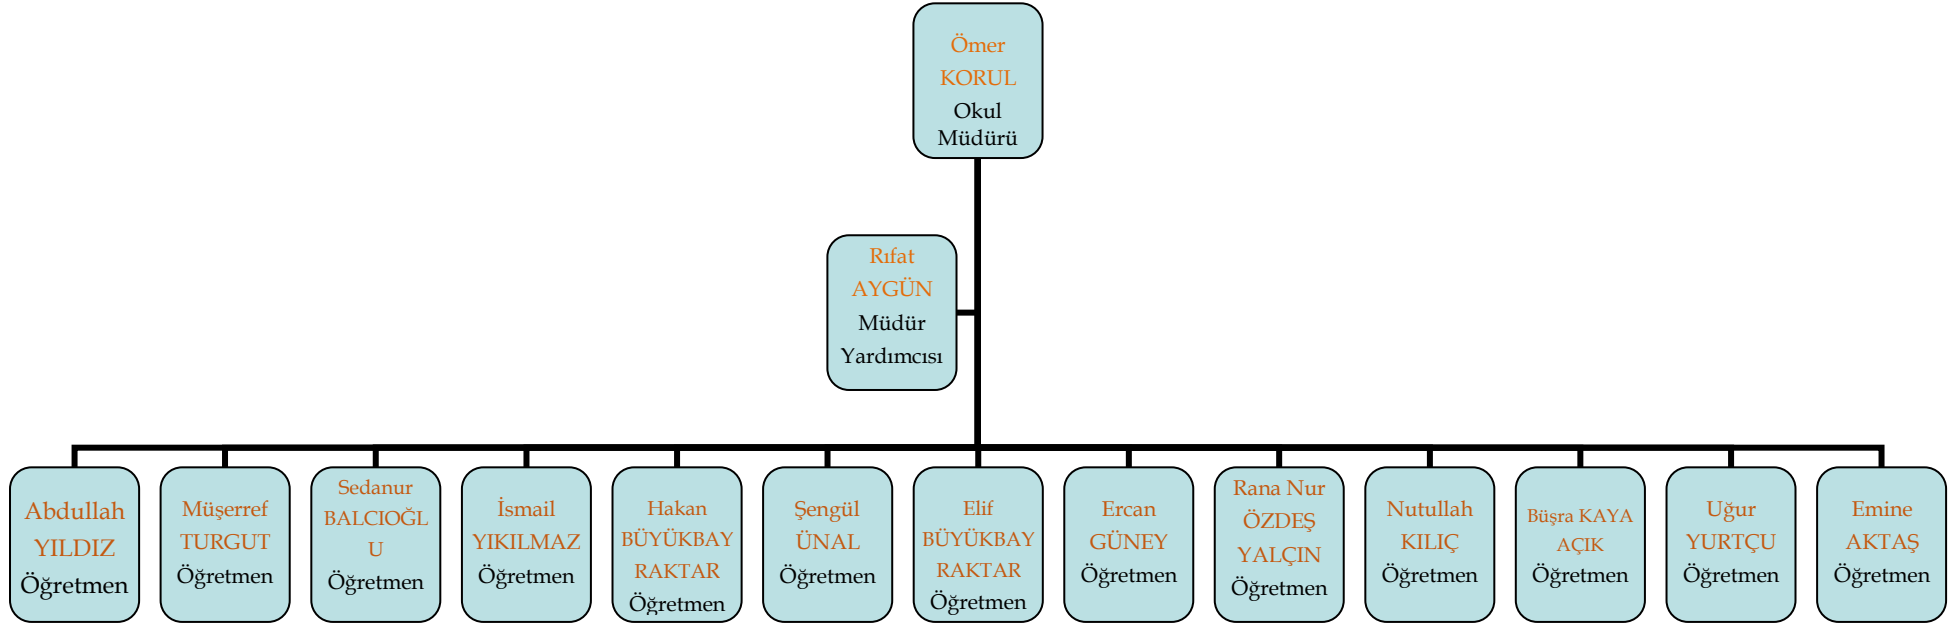 Ömer
KORUL
Okul
Müdürü
Rıfat
AYGÜN
Müdür
Yardımcısı
Abdullah
YILDIZ
Öğretmen
Müşerref
TURGUT
Öğretmen
Sedanur
BALCIOĞL
U
Öğretmen
İsmail
YIKILMAZ
Öğretmen
Hakan
BÜYÜKBAY
RAKTAR
Öğretmen
Şengül
ÜNAL
Öğretmen
Elif
BÜYÜKBAY
RAKTAR
Öğretmen
Ercan
GÜNEY
Öğretmen
Rana Nur
ÖZDEŞ
YALÇIN
Öğretmen
Nutullah
KILIÇ
Öğretmen
Büşra KAYA
AÇIK
Öğretmen
Uğur
YURTÇU
Öğretmen
Emine
AKTAŞ
Öğretmen